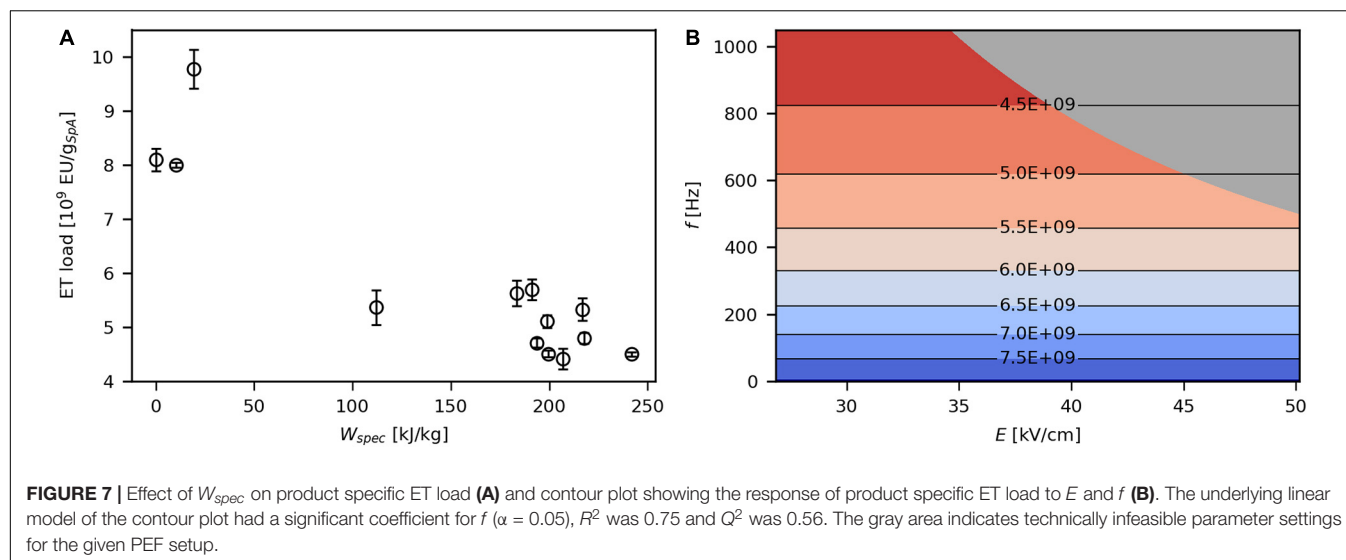 A
ET load [10⁹ EU/g_SpA]
10
9
8
7
6
5
4
0 50 100 150 200 250
W_spec [kJ/kg]
B
f [Hz]
1000
800
600
400
200
0
4.5E+09
5.0E+09
5.5E+09
6.0E+09
6.5E+09
7.0E+09
7.5E+09
30 35 40 45 50
E [kV/cm]
FIGURE 7 | Effect of W_spec on product specific ET load (A) and contour plot showing the response of product specific ET load to E and f (B). The underlying linear
model of the contour plot had a significant coefficient for f (α = 0.05), R² was 0.75 and Q² was 0.56. The gray area indicates technically infeasible parameter settings
for the given PEF setup.